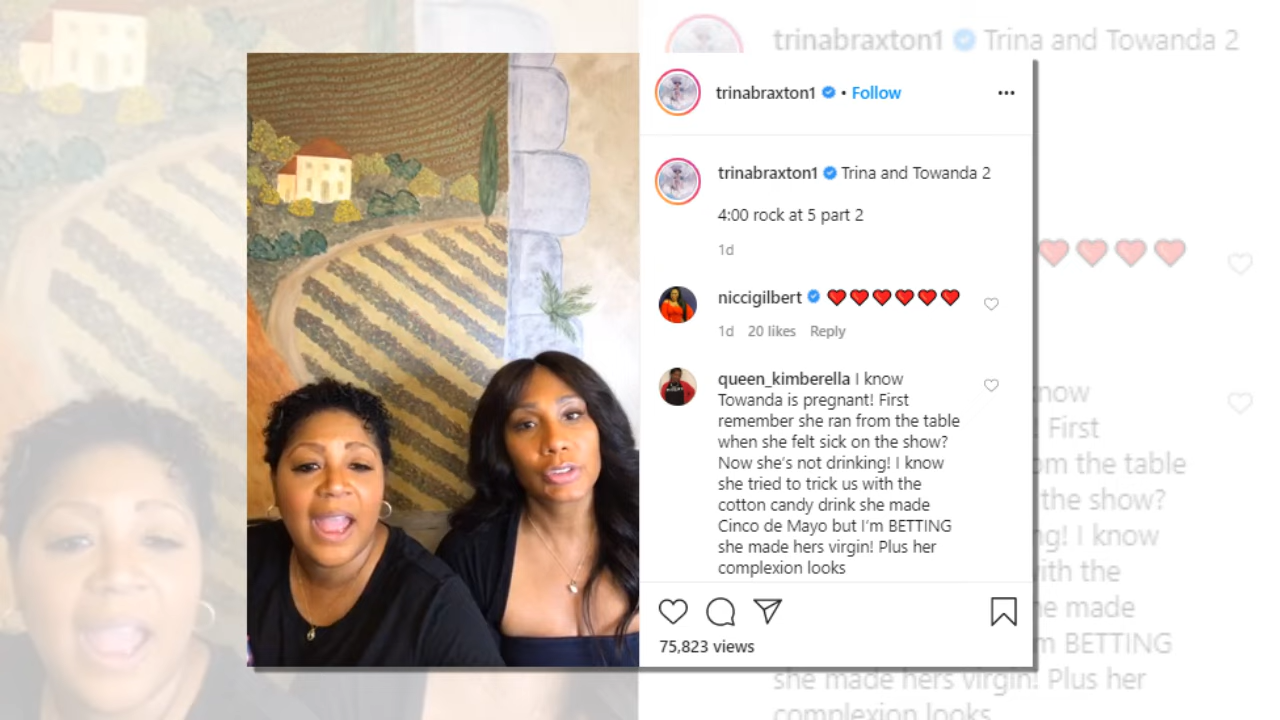 trinabraxton1 Trina and Towanda 2
trinabraxton1 • Follow
trinabraxton1 Trina and Towanda 2
4:00 rock at 5 part 2
1d
niccigilbert ❤️❤️❤️❤️❤️❤️
1d 20 likes Reply
queen_kimberella I know
Towanda is pregnant! First
remember she ran from the table
when she felt sick on the show?
Now she's not drinking! I know
she tried to trick us with the
cotton candy drink she made
Cinco de Mayo but I'm BETTING
she made hers virgin! Plus her
complexion looks
75,823 views
know
First
om the table
the show?
ng! I know
ith the
he made
m BETTING
she made hers virgin! Plus her
complexion looks